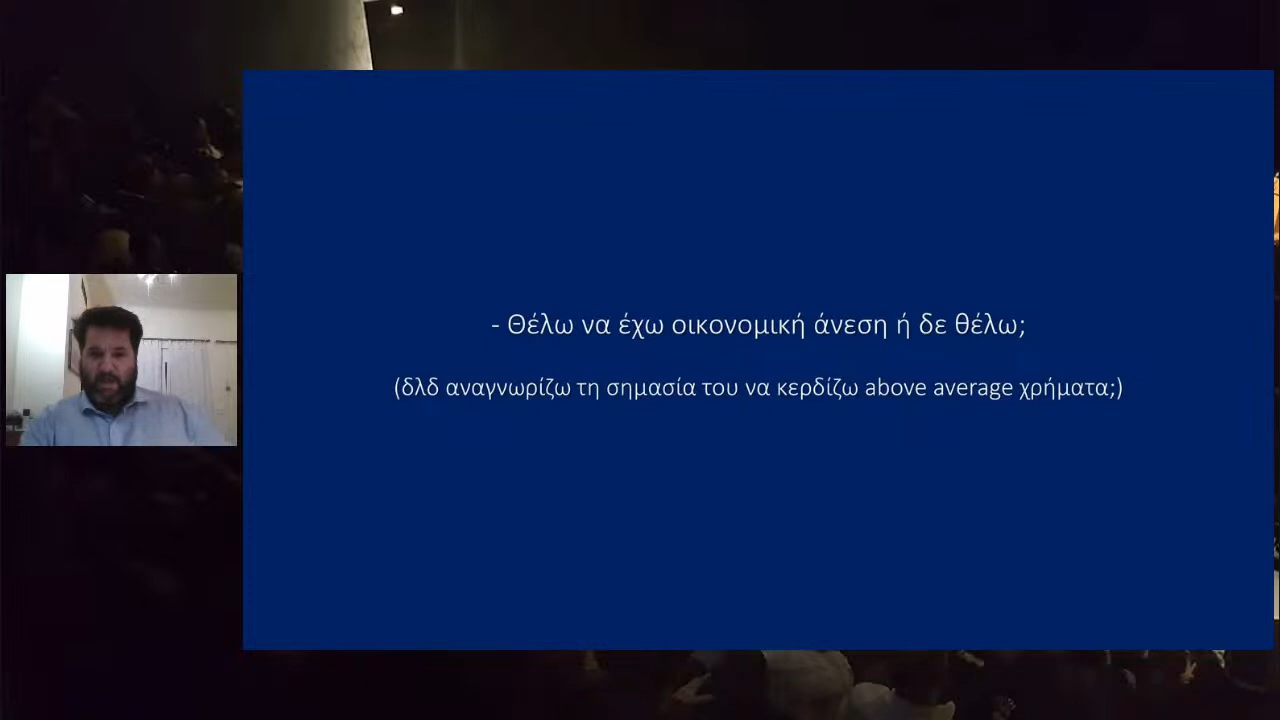 - Θέλω να έχω οικονομική άνεση ή δε θέλω;
(δλδ αναγνωρίζω τη σημασία του να κερδίζω above average χρήματα;)